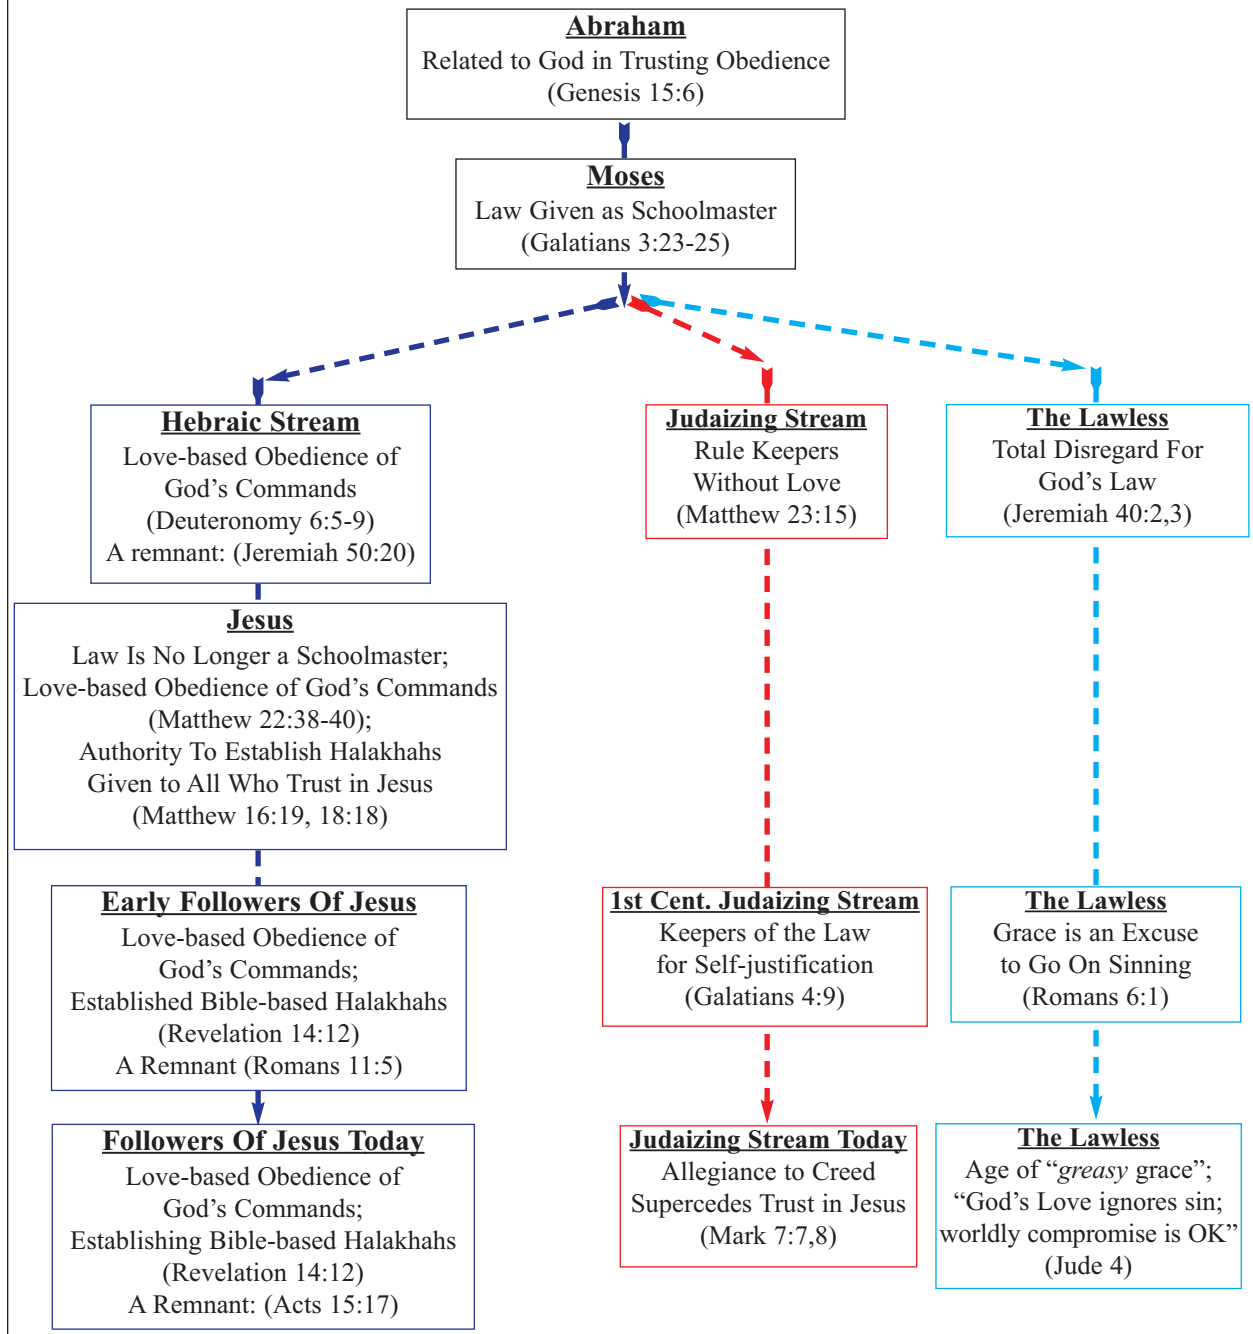 Abraham
Related to God in Trusting Obedience
(Genesis 15:6)
Moses
Law Given as Schoolmaster
(Galatians 3:23-25)
Hebraic Stream
Love-based Obedience of
God’s Commands
(Deuteronomy 6:5-9)
A remnant: (Jeremiah 50:20)
Judaizing Stream
Rule Keepers
Without Love
(Matthew 23:15)
The Lawless
Total Disregard For
God’s Law
(Jeremiah 40:2,3)
Jesus
Law Is No Longer a Schoolmaster;
Love-based Obedience of God’s Commands
(Matthew 22:38-40);
Authority To Establish Halakhahs
Given to All Who Trust in Jesus
(Matthew 16:19, 18:18)
Early Followers Of Jesus
Love-based Obedience of
God’s Commands;
Established Bible-based Halakhahs
(Revelation 14:12)
A Remnant (Romans 11:5)
1st Cent. Judaizing Stream
Keepers of the Law
for Self-justification
(Galatians 4:9)
The Lawless
Grace is an Excuse
to Go On Sinning
(Romans 6:1)
Followers Of Jesus Today
Love-based Obedience of
God’s Commands;
Establishing Bible-based Halakhahs
(Revelation 14:12)
A Remnant: (Acts 15:17)
Judaizing Stream Today
Allegiance to Creed
Supercedes Trust in Jesus
(Mark 7:7,8)
The Lawless
Age of “greasy grace”;
“God’s Love ignores sin;
worldly compromise is OK”
(Jude 4)